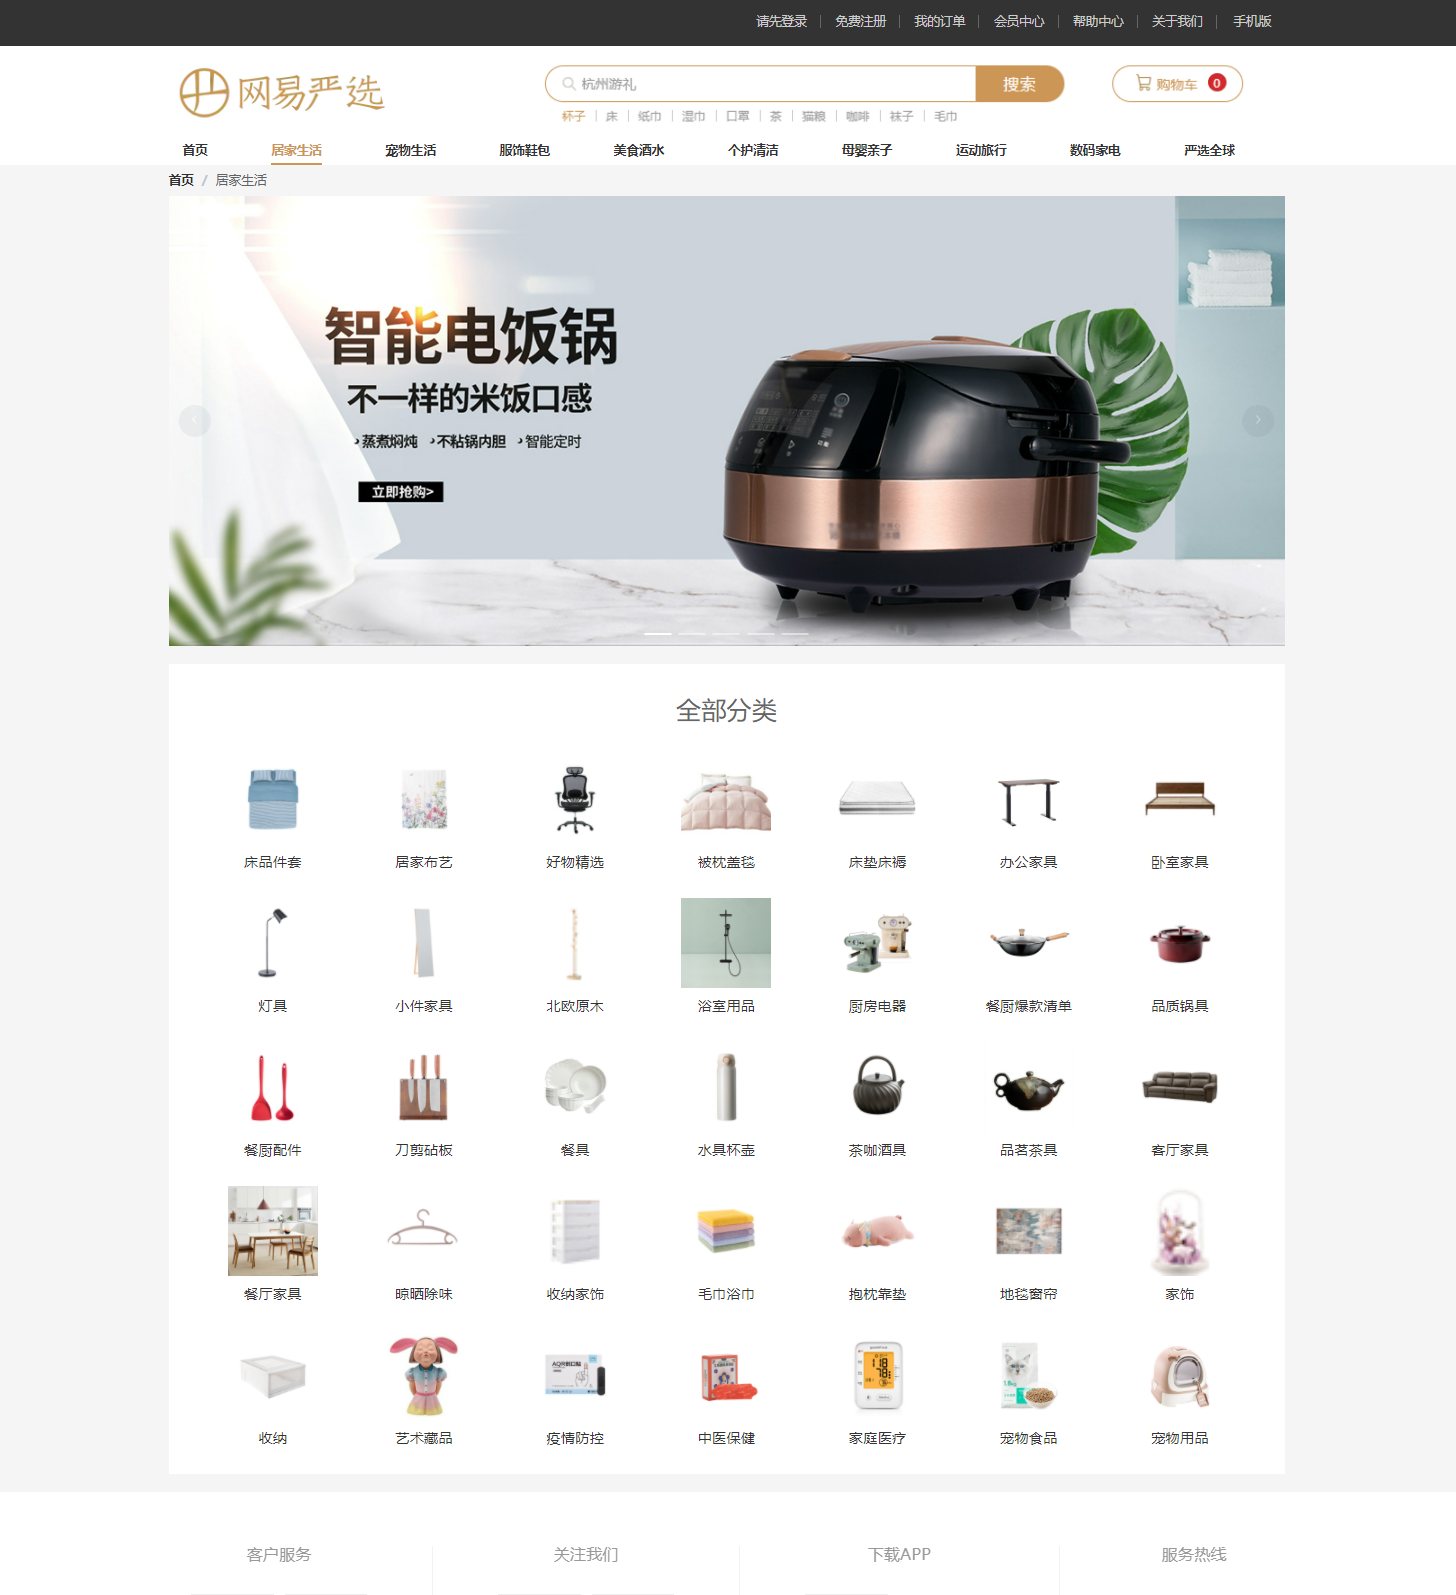 请先登录 免费注册 我的订单 会员中心 帮助中心 关于我们 手机版
网易严选
杭州游礼 搜索
购物车 0
杯子 床 纸巾 湿巾 口罩 茶 猫粮 咖啡 袜子 毛巾
首页 居家生活 宠物生活 服饰鞋包 美食酒水 个护清洁 母婴亲子 运动旅行 数码家电 严选全球
首页 / 居家生活
智能电饭锅
不一样的米饭口感
蒸煮焖炖 不粘锅内胆 智能定时
立即抢购>
全部分类
床品件套 居家布艺 好物精选 被枕盖毯 床垫床褥 办公家具 卧室家具
灯具 小件家具 北欧原木 浴室用品 厨房电器 餐厨爆款清单 品质锅具
餐厨配件 刀剪砧板 餐具 水具杯壶 茶咖酒具 品茗茶具 客厅家具
餐厅家具 晾晒除味 收纳家饰 毛巾浴巾 抱枕靠垫 地毯窗帘 家饰
118
78
收纳 艺术藏品 疫情防控 中医保健 家庭医疗 宠物食品 宠物用品
客户服务 关注我们 下载APP 服务热线